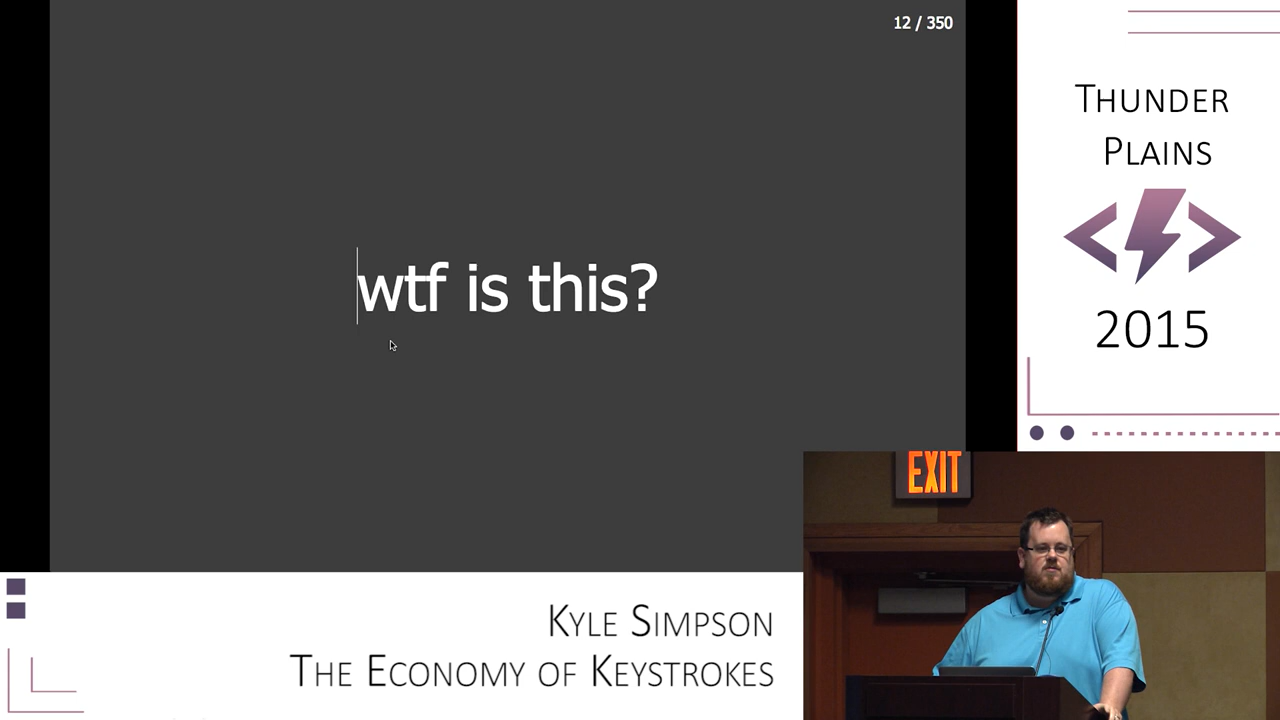 12 / 350
wtf is this?
THUNDER
PLAINS
2015
EXIT
KYLE SIMPSON
THE ECONOMY OF KEYSTROKES